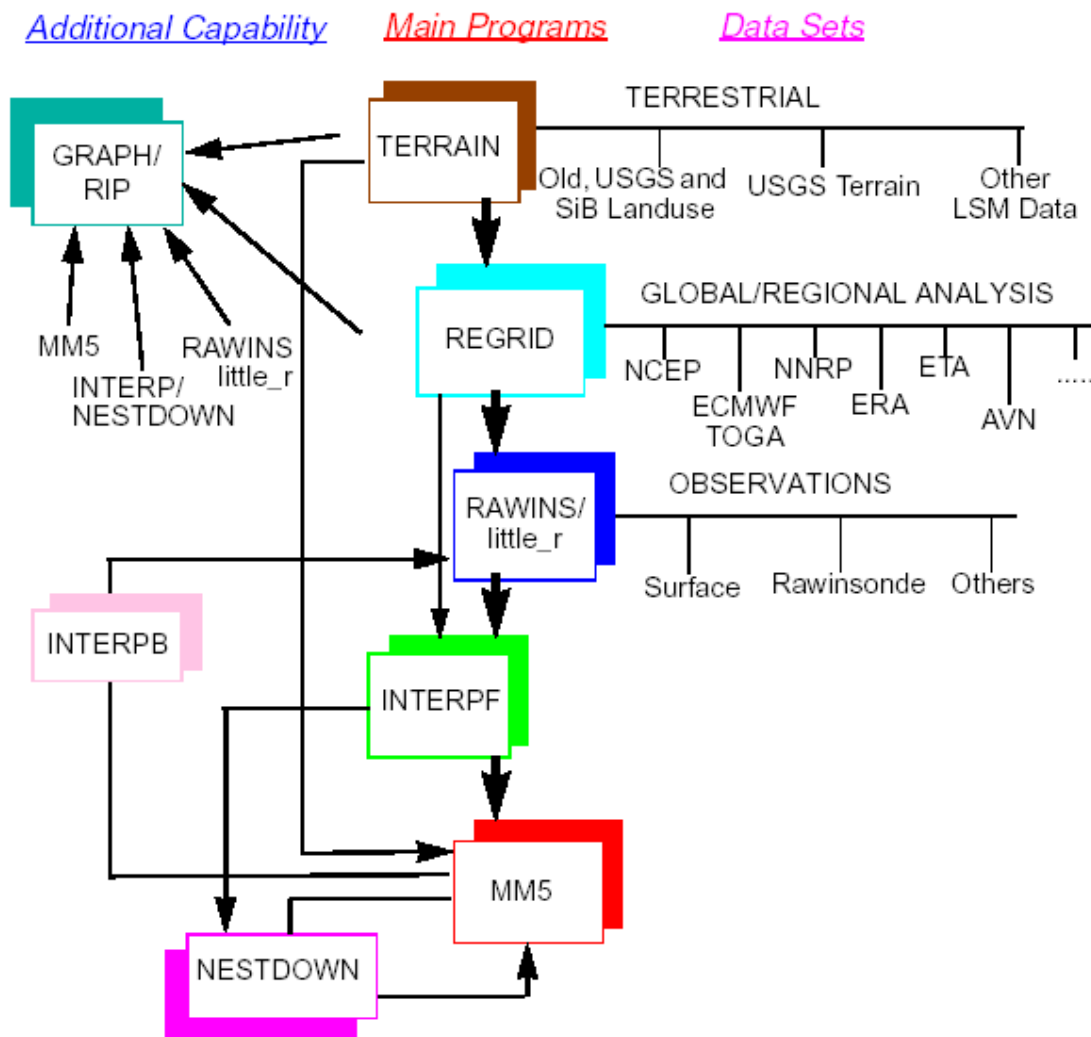 Additional Capability
Main Programs
Data Sets
TERRESTRIAL
GRAPH/
RIP
TERRAIN
Old, USGS and
SiB Landuse
USGS Terrain
Other
LSM Data
GLOBAL/REGIONAL ANALYSIS
MM5
INTERP/
NESTDOWN
RAWINS
little_r
REGRID
NCEP
ECMWF
TOGA
NNRP
ERA
ETA
AVN
.....
OBSERVATIONS
RAWINS/
little_r
Surface
Rawinsonde
Others
INTERPB
INTERPF
MM5
NESTDOWN